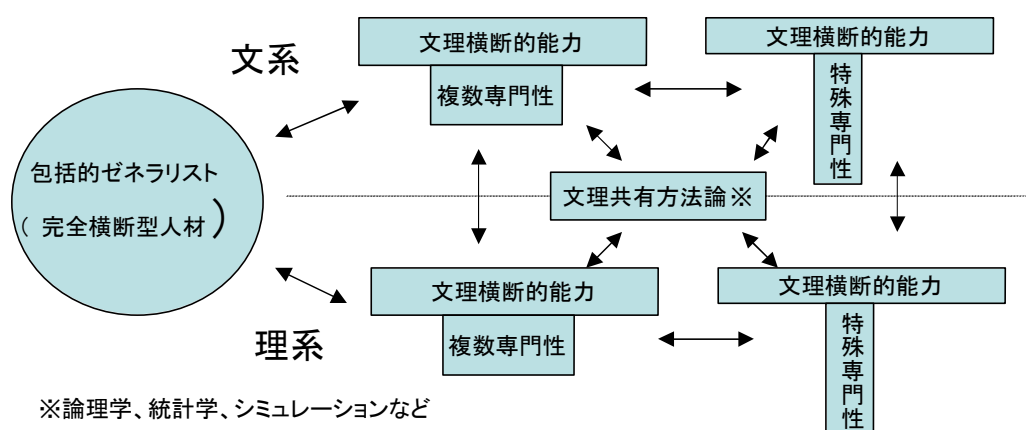 文系
文理横断的能力
複数専門性
文理横断的能力
特殊専門性
包括的ゼネラリスト
(完全横断型人材)
文理共有方法論※
文理横断的能力
複数専門性
文理横断的能力
特殊専門性
理系
※論理学、統計学、シミュレーションなど